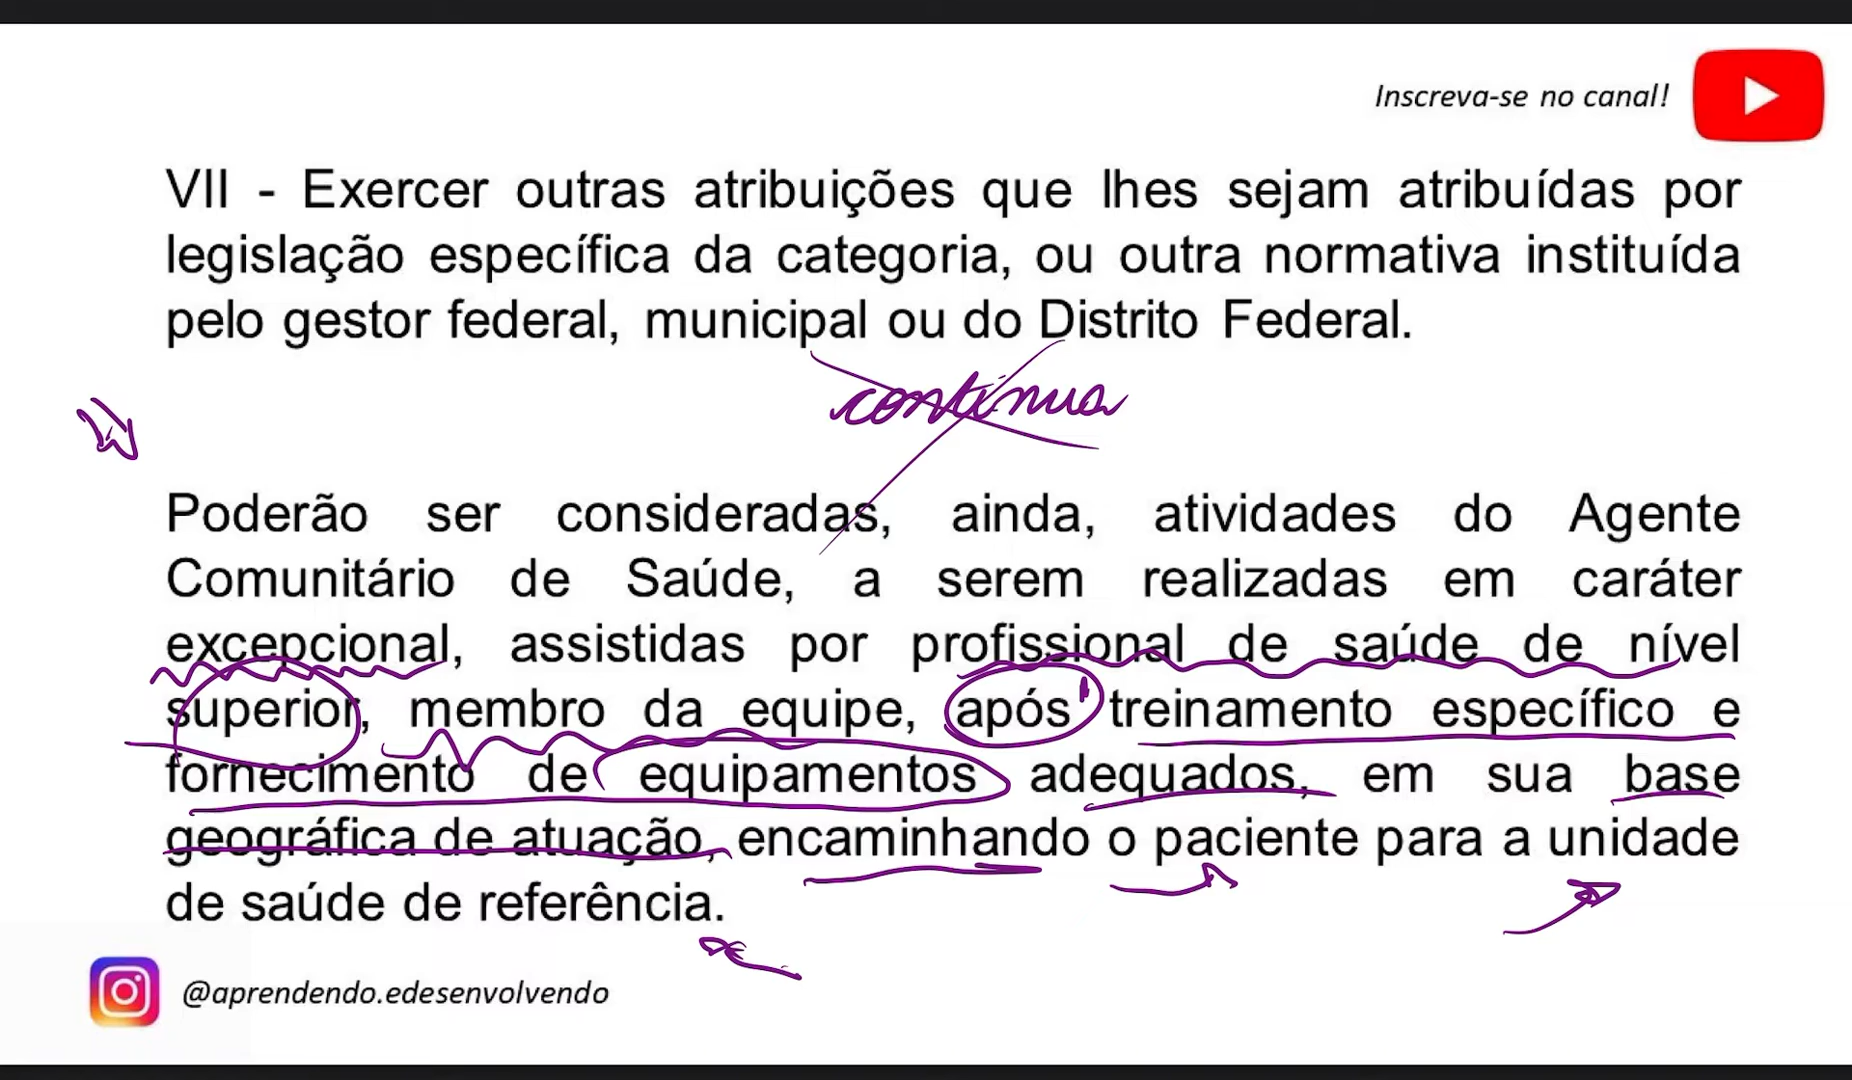 Inscreva-se no canal!
VII - Exercer outras atribuições que lhes sejam atribuídas por
legislação específica da categoria, ou outra normativa instituída
pelo gestor federal, municipal ou do Distrito Federal.
continua
Poderão ser consideradas, ainda, atividades do Agente
Comunitário de Saúde, a serem realizadas em caráter
excepcional, assistidas por profissional de saúde de nível
superior, membro da equipe, após treinamento específico e
fornecimento de equipamentos adequados, em sua base
geográfica de atuação, encaminhando o paciente para a unidade
de saúde de referência.
@aprendendo.edesenvolvendo